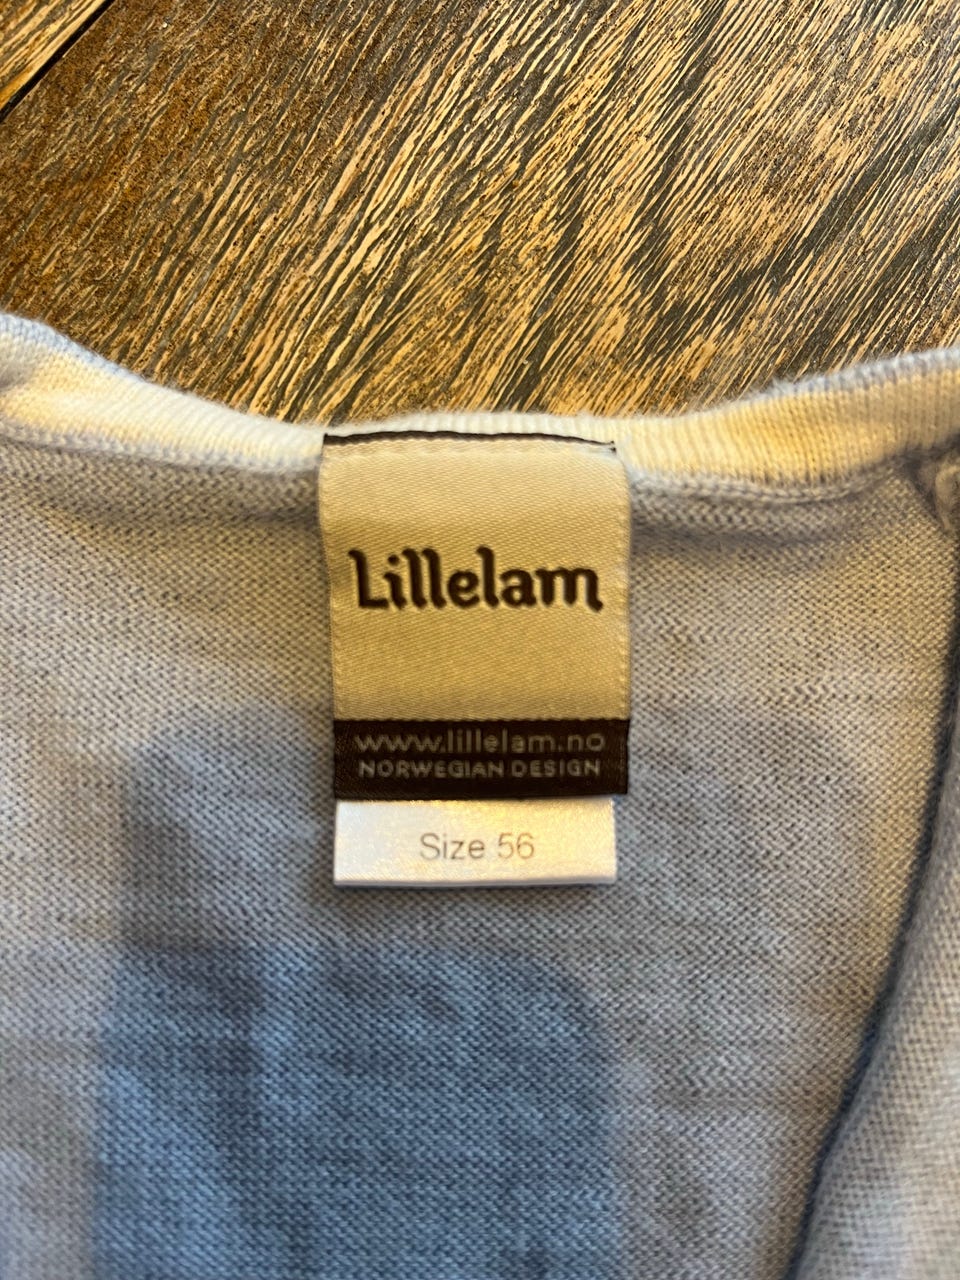 Lillelam
www.lillelam.no
NORWEGIAN DESIGN
Size 56